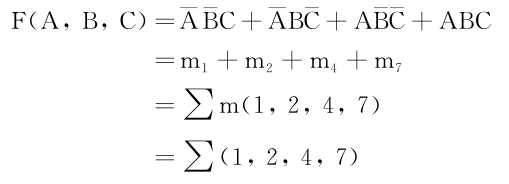 F(A, B, C) = A̅ B̅C + A̅BC̅ + AB̅C̅ + ABC
= m₁ + m₂ + m₄ + m₇
= ∑ m(1, 2, 4, 7)
= ∑ (1, 2, 4, 7)